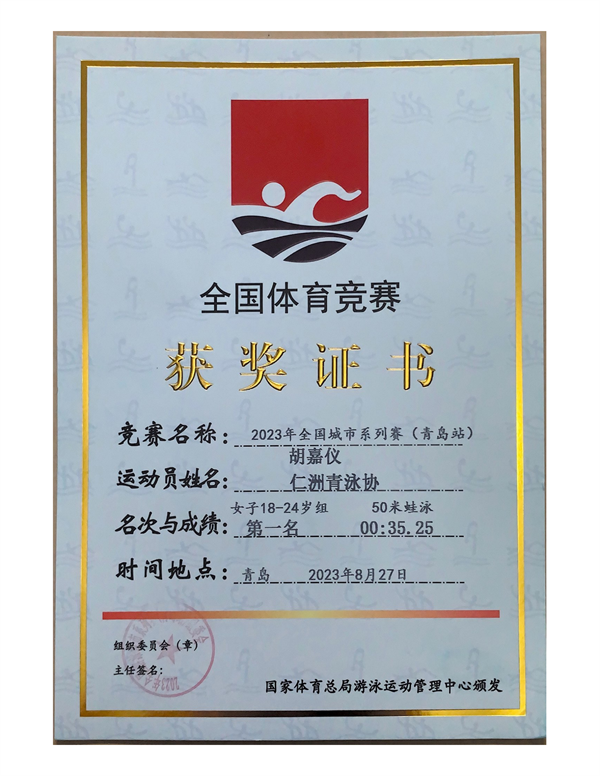 全国体育竞赛
获奖证书
竞赛名称: 2023年全国城市系列赛（青岛站）
胡嘉仪
运动员姓名: 仁洲青泳协
女子18-24岁组 50米蛙泳
名次与成绩: 第一名 00:35.25
时间地点: 青岛 2023年8月27日
组织委员会（章）
主任签名:
国家体育总局游泳运动管理中心颁发